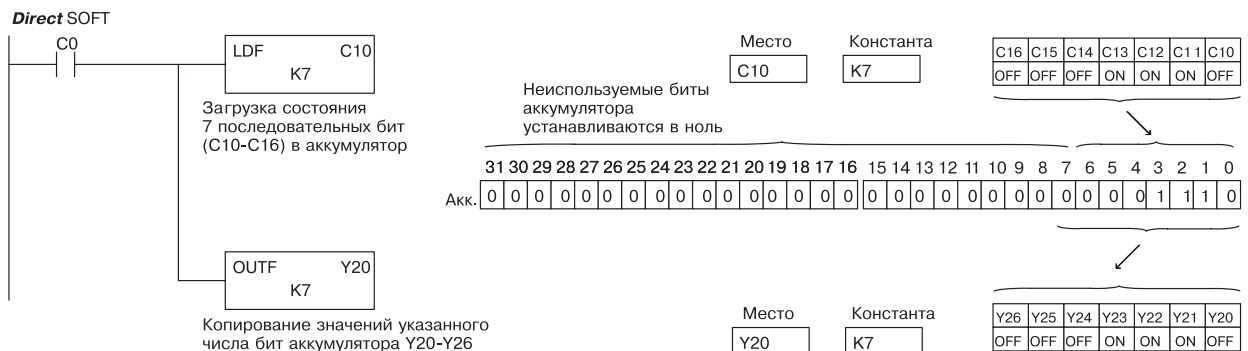 Direct SOFT
C0
LDF C10
K7
Загрузка состояния
7 последовательных бит
(C10-C16) в аккумулятор
Место Константа
C10 K7
C16 C15 C14 C13 C12 C11 C10
OFF OFF OFF ON ON ON OFF
Неиспользуемые биты
аккумулятора
устанавливаются в ноль
31 30 29 28 27 26 25 24 23 22 21 20 19 18 17 16 15 14 13 12 11 10 9 8 7 6 5 4 3 2 1 0
Акк. 0 0 0 0 0 0 0 0 0 0 0 0 0 0 0 0 0 0 0 0 0 0 0 0 0 0 0 0 1 1 1 0
OUTF Y20
K7
Копирование значений указанного
числа бит аккумулятора Y20-Y26
Место Константа
Y20 K7
Y26 Y25 Y24 Y23 Y22 Y21 Y20
OFF OFF OFF ON ON ON OFF